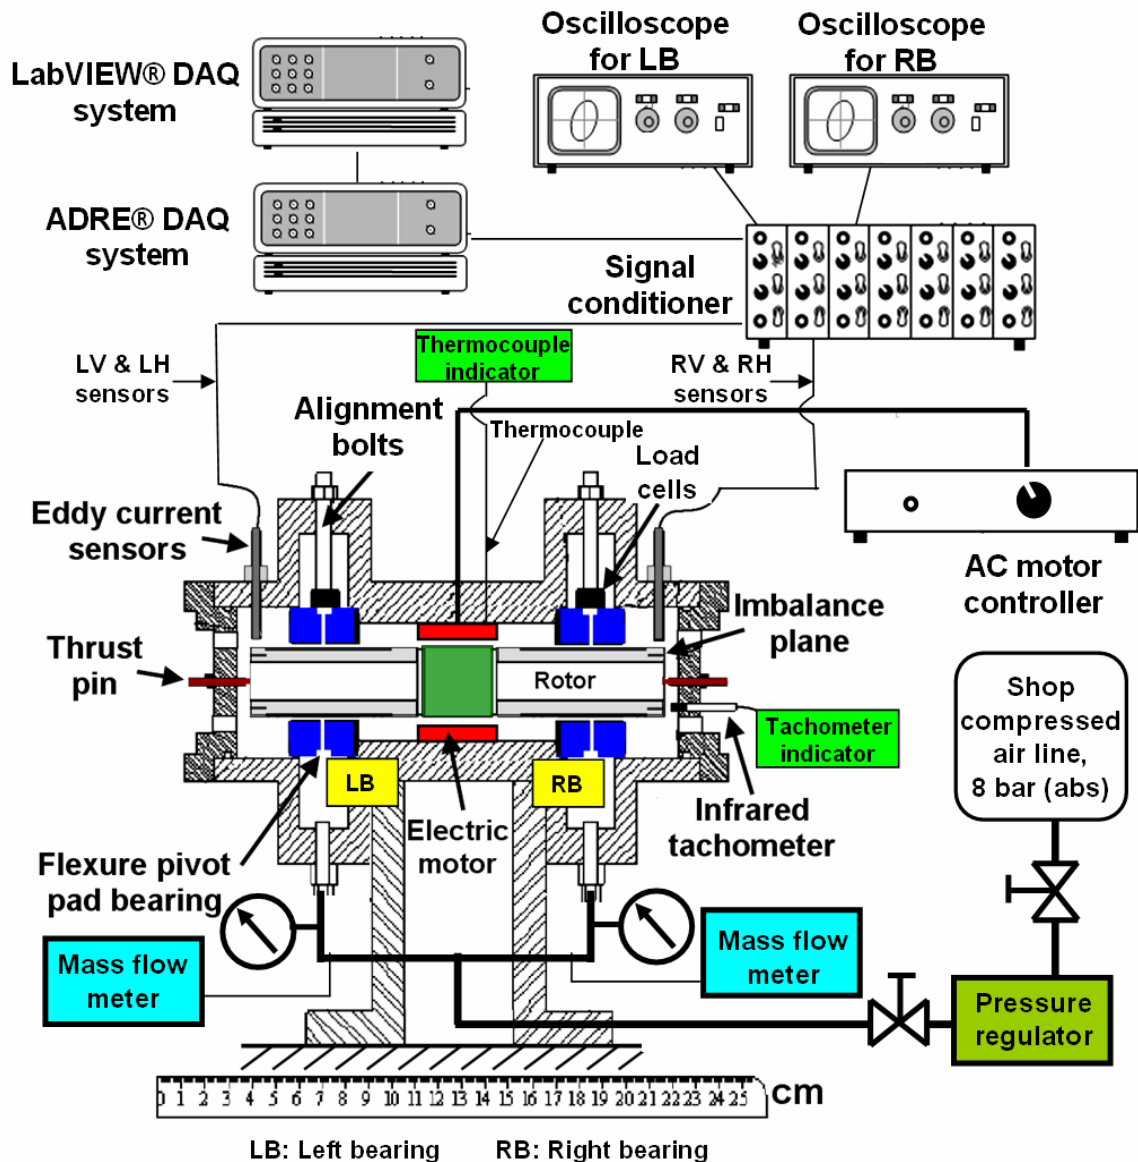 Oscilloscope
for LB
Oscilloscope
for RB
LabVIEW® DAQ
system
ADRE® DAQ
system
Signal
conditioner
LV & LH
sensors
Thermocouple
indicator
RV & RH
sensors
Alignment
bolts
Thermocouple
Load
cells
Eddy current
sensors
AC motor
controller
Imbalance
plane
Thrust
pin
Rotor
Shop
compressed
air line,
8 bar (abs)
Tachometer
indicator
LB
RB
Infrared
tachometer
Electric
motor
Flexure pivot
pad bearing
Mass flow
meter
Mass flow
meter
Pressure
regulator
0 1 2 3 4 5 6 7 8 9 10 11 12 13 14 15 16 17 18 19 20 21 22 23 24 25 cm
LB: Left bearing RB: Right bearing